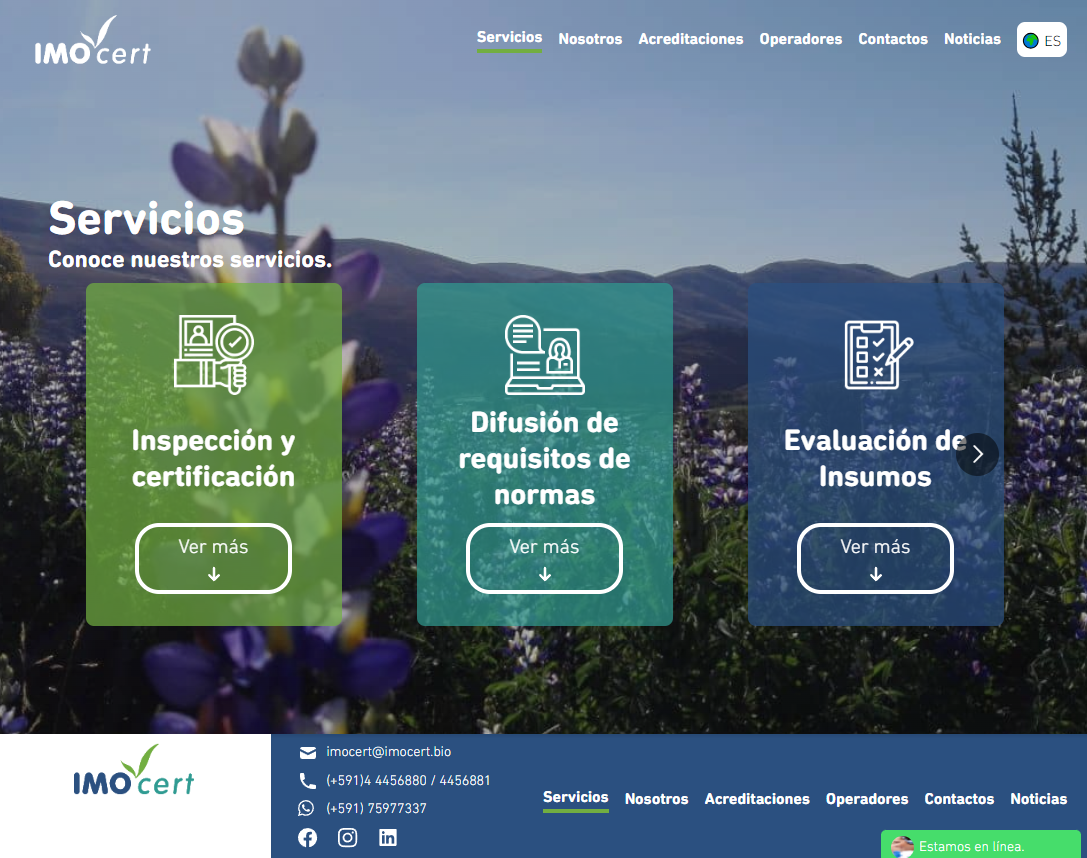 IMOcert
Servicios
Nosotros
Acreditaciones
Operadores
Contactos
Noticias
ES
Servicios
Conoce nuestros servicios.
Inspección y
certificación
Ver más
Difusión de
requisitos de
normas
Ver más
Evaluación de
Insumos
Ver más
IMOcert
imocert@imocert.bio
(+591)4 4456880 / 4456881
(+591) 75977337
Servicios
Nosotros
Acreditaciones
Operadores
Contactos
Noticias
Estamos en línea.